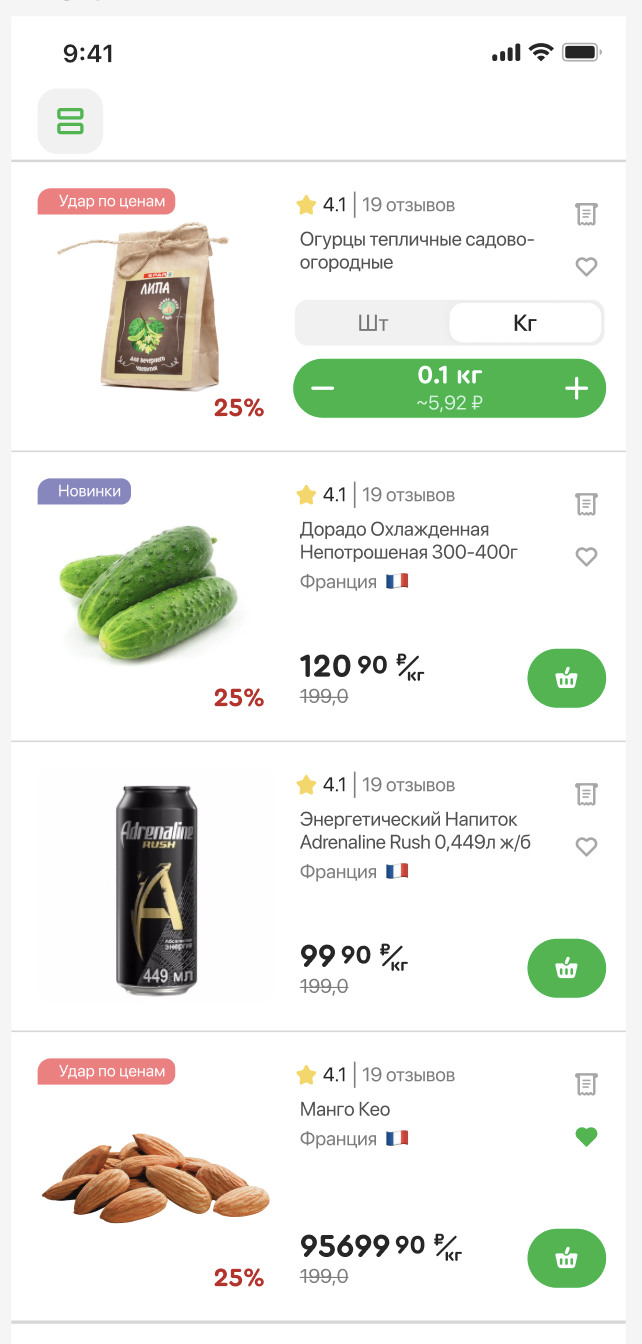 9:41
Удар по ценам
4.1 | 19 отзывов
Огурцы тепличные садово-
огородные
SPAR
ЛИПА
для вечернего
чаепития
Шт Кг
0.1 кг
~5,92 ₽
25%
Новинки
4.1 | 19 отзывов
Дорадо Охлажденная
Непотрошеная 300-400г
Франция
120 90 ₽/кг
199,0
25%
4.1 | 19 отзывов
Энергетический Напиток
Adrenaline Rush 0,449л ж/б
Франция
Adrenaline
RUSH
энергия
449 мл
99 90 ₽/кг
199,0
Удар по ценам
4.1 | 19 отзывов
Манго Кео
Франция
95699 90 ₽/кг
199,0
25%